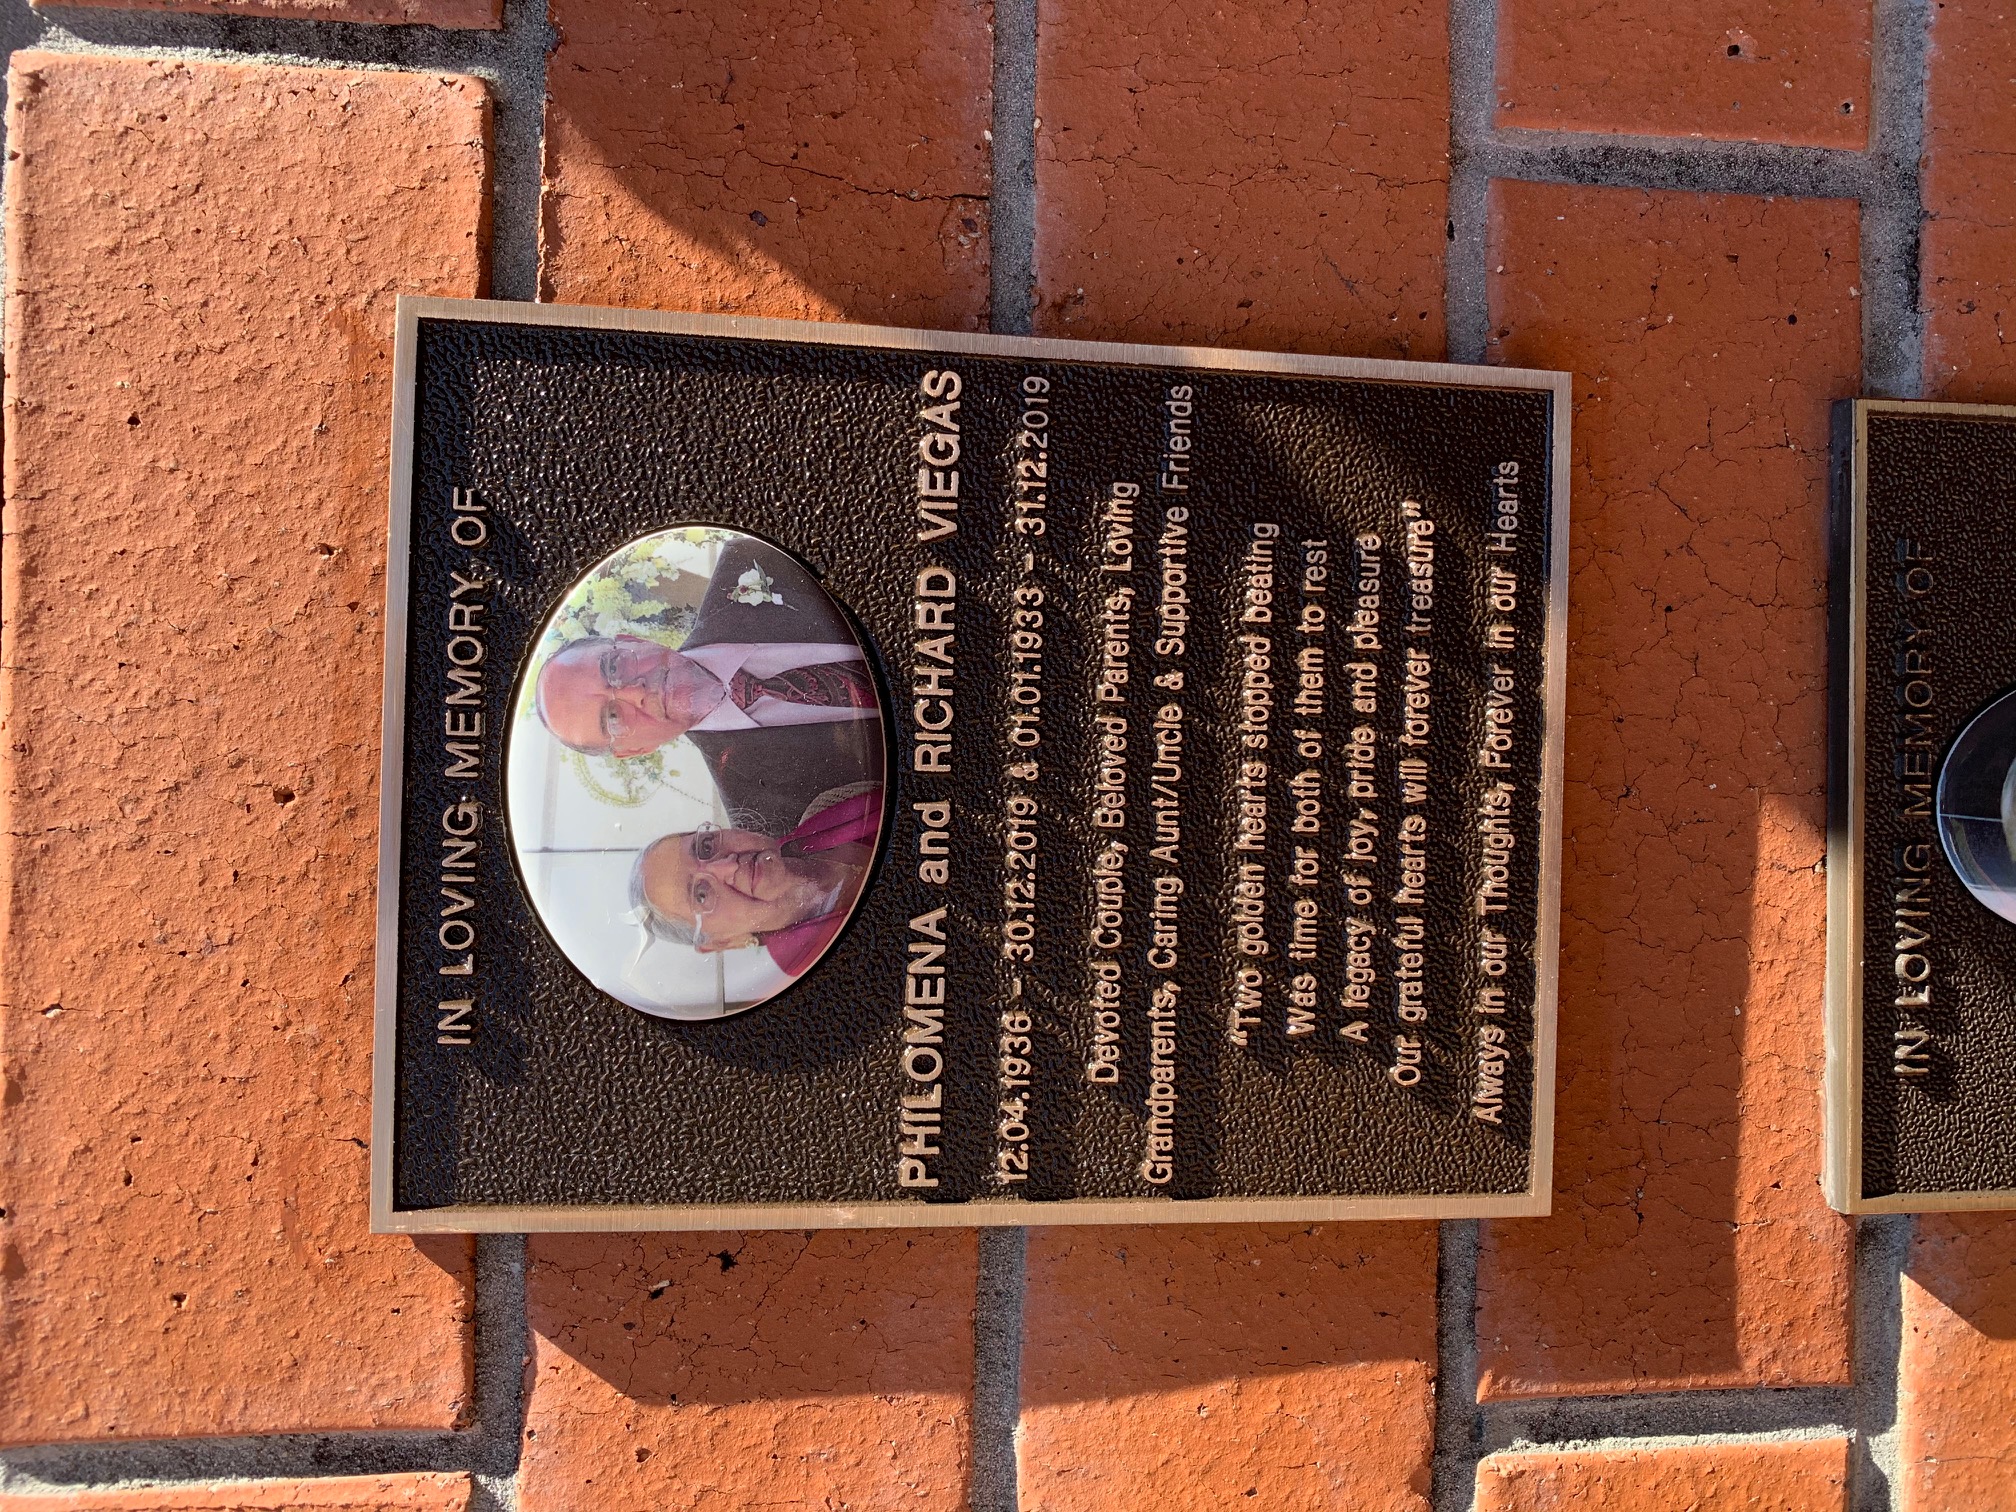 IN LOVING MEMORY OF
PHILOMENA and RICHARD VIEGAS
12.04.1936 – 30.12.2019 & 01.01.1933 – 31.12.2019
Devoted Couple, Beloved Parents, Loving
Grandparents, Caring Aunt/Uncle & Supportive Friends
“Two golden hearts stopped beating
Was time for both of them to rest
A legacy of joy, pride and pleasure
Our grateful hearts will forever treasure”
Always in our Thoughts, Forever in our Hearts
IN LOVING MEMORY OF